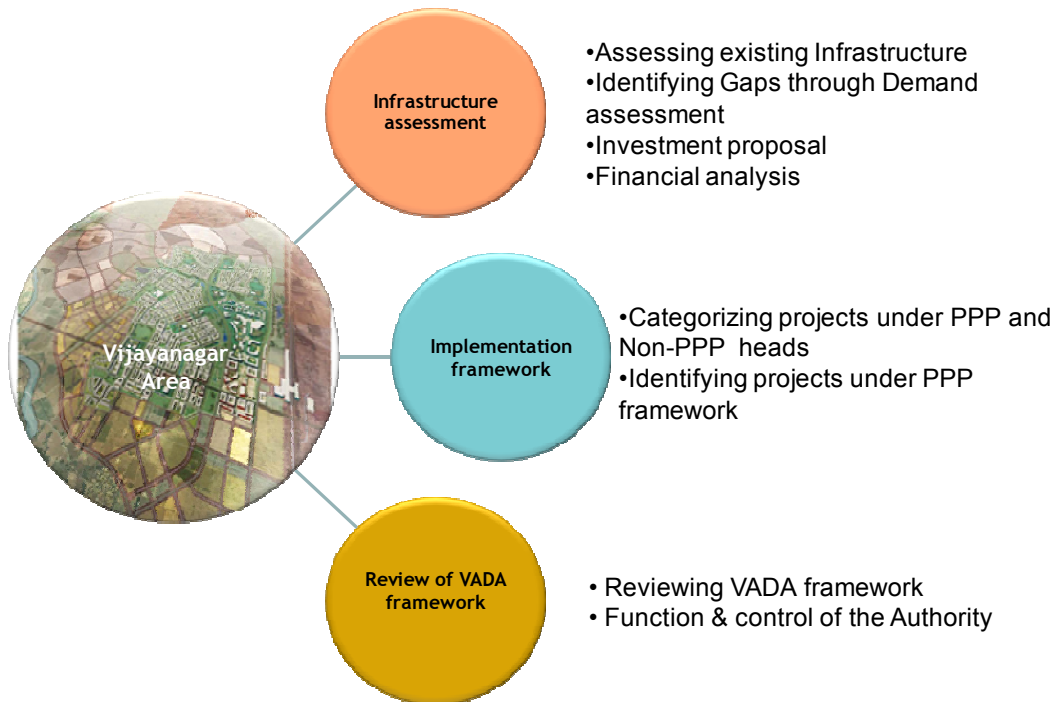 Infrastructure
assessment
•Assessing existing Infrastructure
•Identifying Gaps through Demand
assessment
•Investment proposal
•Financial analysis
Vijayanagar
Area
Implementation
framework
•Categorizing projects under PPP and
Non-PPP heads
•Identifying projects under PPP
framework
Review of VADA
framework
• Reviewing VADA framework
• Function & control of the Authority